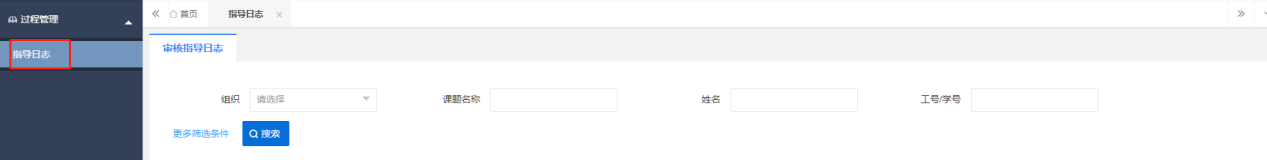 过程管理
指导日志
首页 指导日志
审核指导日志
组织 请选择 课题名称 姓名 工号/学号
更多筛选条件 搜索